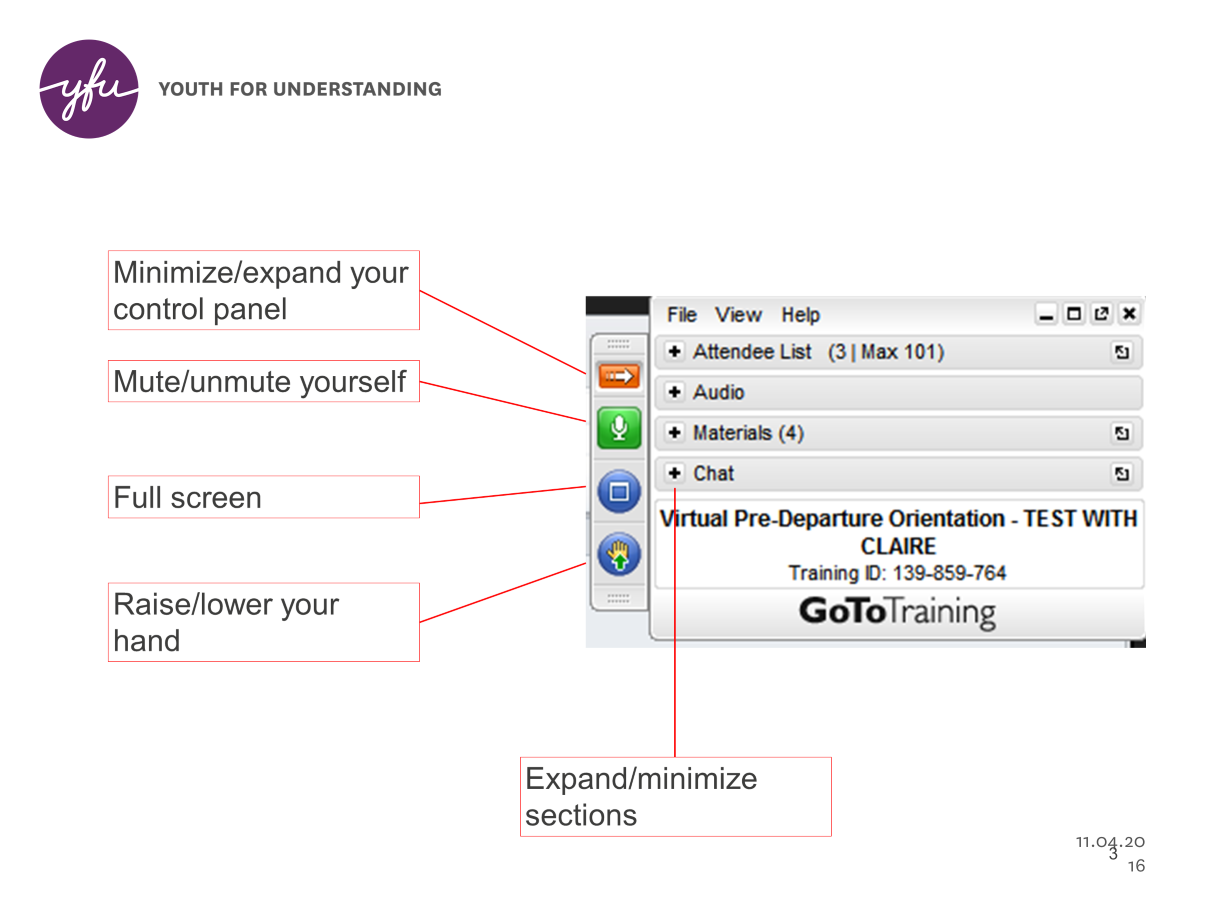 yfu
YOUTH FOR UNDERSTANDING
Minimize/expand your
control panel
Mute/unmute yourself
Full screen
Raise/lower your
hand
File View Help
Attendee List (3 | Max 101)
Audio
Materials (4)
Chat
Virtual Pre-Departure Orientation - TEST WITH
CLAIRE
Training ID: 139-859-764
GoToTraining
Expand/minimize
sections
11.04.20
3
16